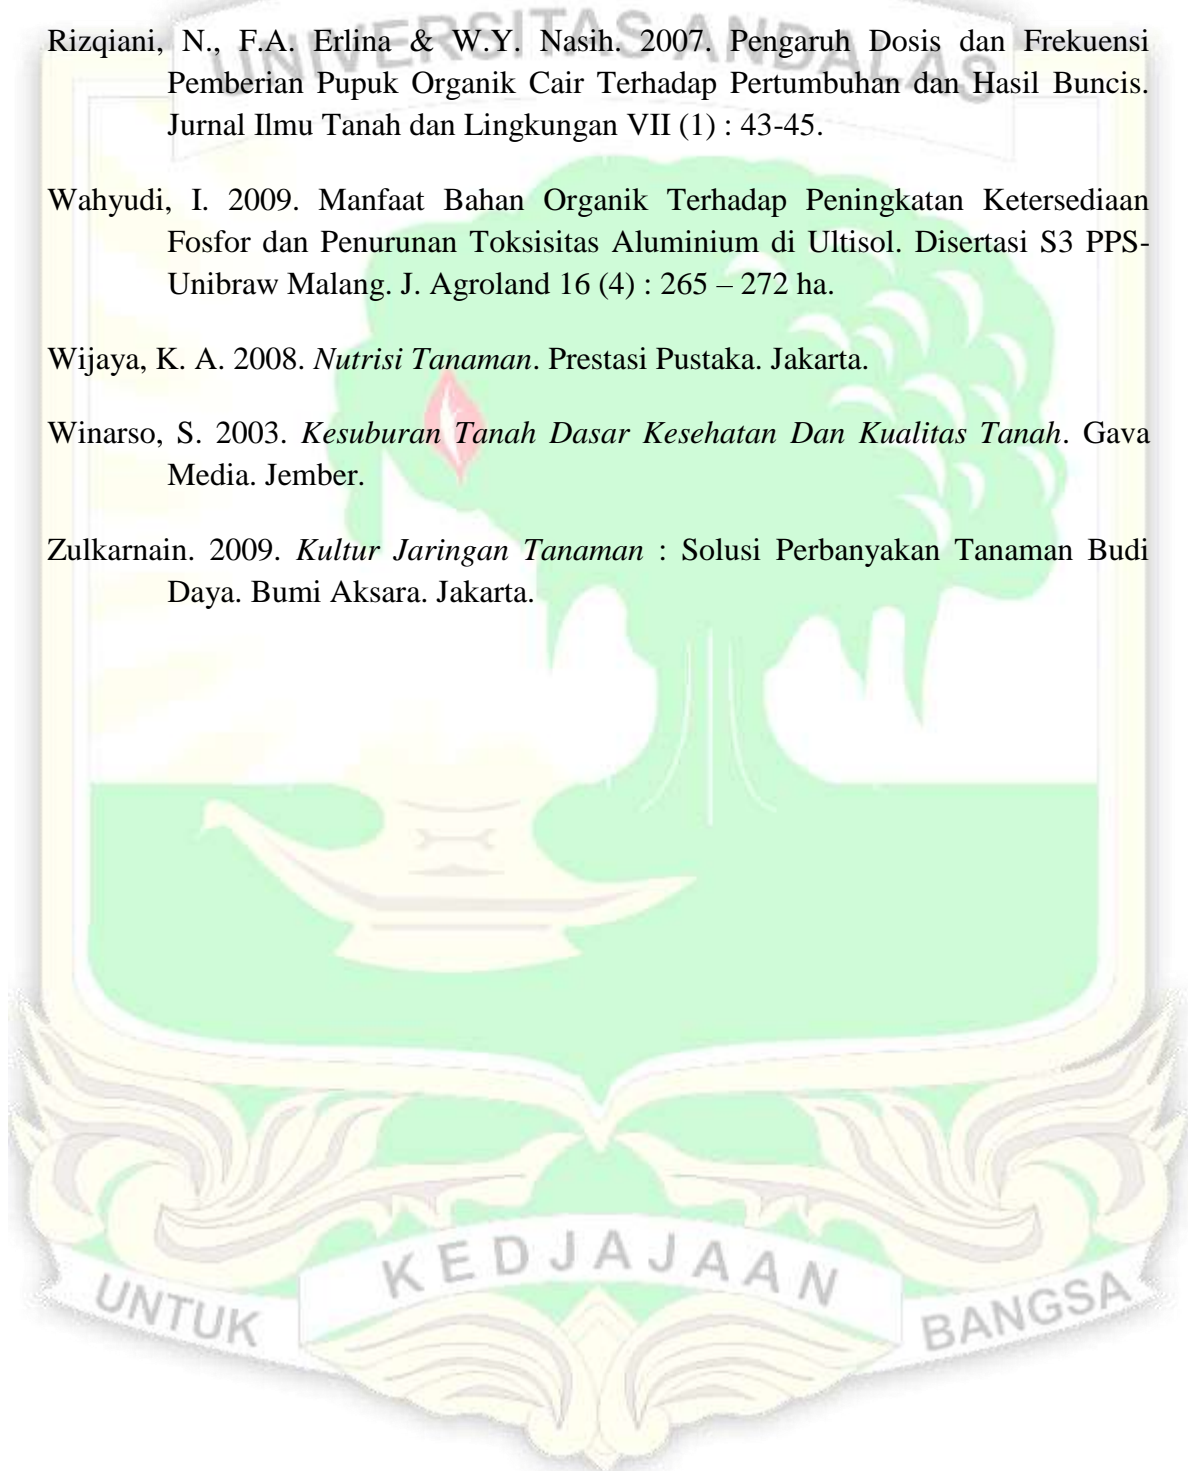 UNIVERSITAS ANDALAS
Rizqiani, N., F.A. Erlina & W.Y. Nasih. 2007. Pengaruh Dosis dan Frekuensi
Pemberian Pupuk Organik Cair Terhadap Pertumbuhan dan Hasil Buncis.
Jurnal Ilmu Tanah dan Lingkungan VII (1) : 43-45.
Wahyudi, I. 2009. Manfaat Bahan Organik Terhadap Peningkatan Ketersediaan
Fosfor dan Penurunan Toksisitas Aluminium di Ultisol. Disertasi S3 PPS-
Unibraw Malang. J. Agroland 16 (4) : 265 – 272 ha.
Wijaya, K. A. 2008. Nutrisi Tanaman. Prestasi Pustaka. Jakarta.
Winarso, S. 2003. Kesuburan Tanah Dasar Kesehatan Dan Kualitas Tanah. Gava
Media. Jember.
Zulkarnain. 2009. Kultur Jaringan Tanaman : Solusi Perbanyakan Tanaman Budi
Daya. Bumi Aksara. Jakarta.
UNTUK KEDJAJAAN BANGSA